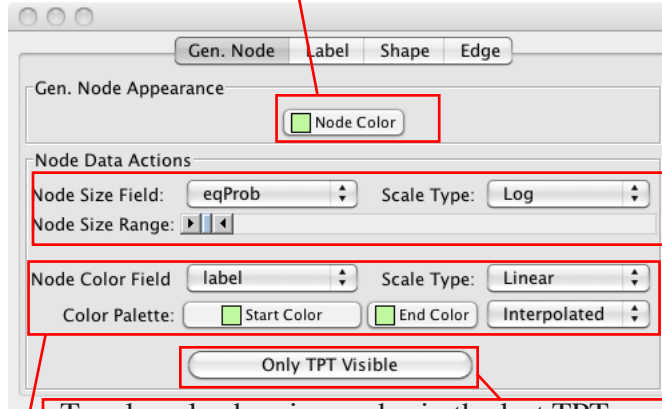 Gen. Node Label Shape Edge
Gen. Node Appearance
Node Color
Node Data Actions
Node Size Field: eqProb Scale Type: Log
Node Size Range:
Node Color Field label Scale Type: Linear
Color Palette: Start Color End Color Interpolated
Only TPT Visible